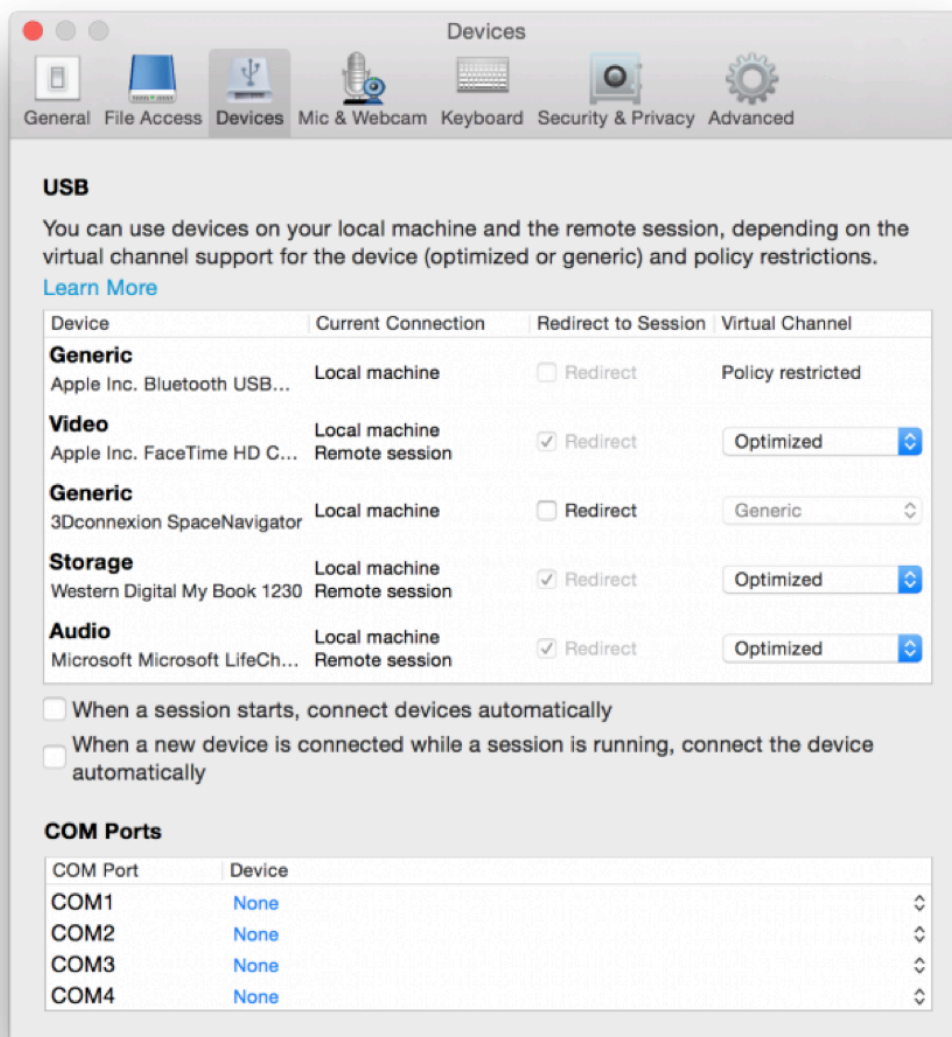 Devices
General File Access Devices Mic & Webcam Keyboard Security & Privacy Advanced
USB
You can use devices on your local machine and the remote session, depending on the
virtual channel support for the device (optimized or generic) and policy restrictions.
Learn More
Device Current Connection Redirect to Session Virtual Channel
Generic
Apple Inc. Bluetooth USB... Local machine Redirect Policy restricted
Video
Apple Inc. FaceTime HD C... Local machine
Remote session Redirect Optimized
Generic
3Dconnexion SpaceNavigator Local machine Redirect Generic
Storage
Western Digital My Book 1230 Local machine
Remote session Redirect Optimized
Audio
Microsoft Microsoft LifeCh... Local machine
Remote session Redirect Optimized
When a session starts, connect devices automatically
When a new device is connected while a session is running, connect the device
automatically
COM Ports
COM Port Device
COM1 None
COM2 None
COM3 None
COM4 None